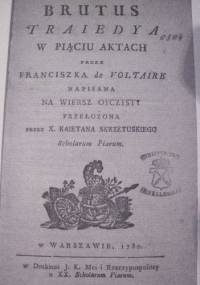 BRUTUS
TRAIEDYA
W PIĄCIU AKTACH
PRZEZ
FRANCISZKA de VOLTAIRE
NAPISANA
NA WIERSZ OYCZISTY
PRZEŁOŻONA
PRZEZ X. KAIETANA SKRZETUSKIEGO
Scholarum Piarum.
w WARSZAWIE, 1780.
w Drukarni J. K. Mci i Rzeczypospolitey
u XX. Scholarum Piarum.